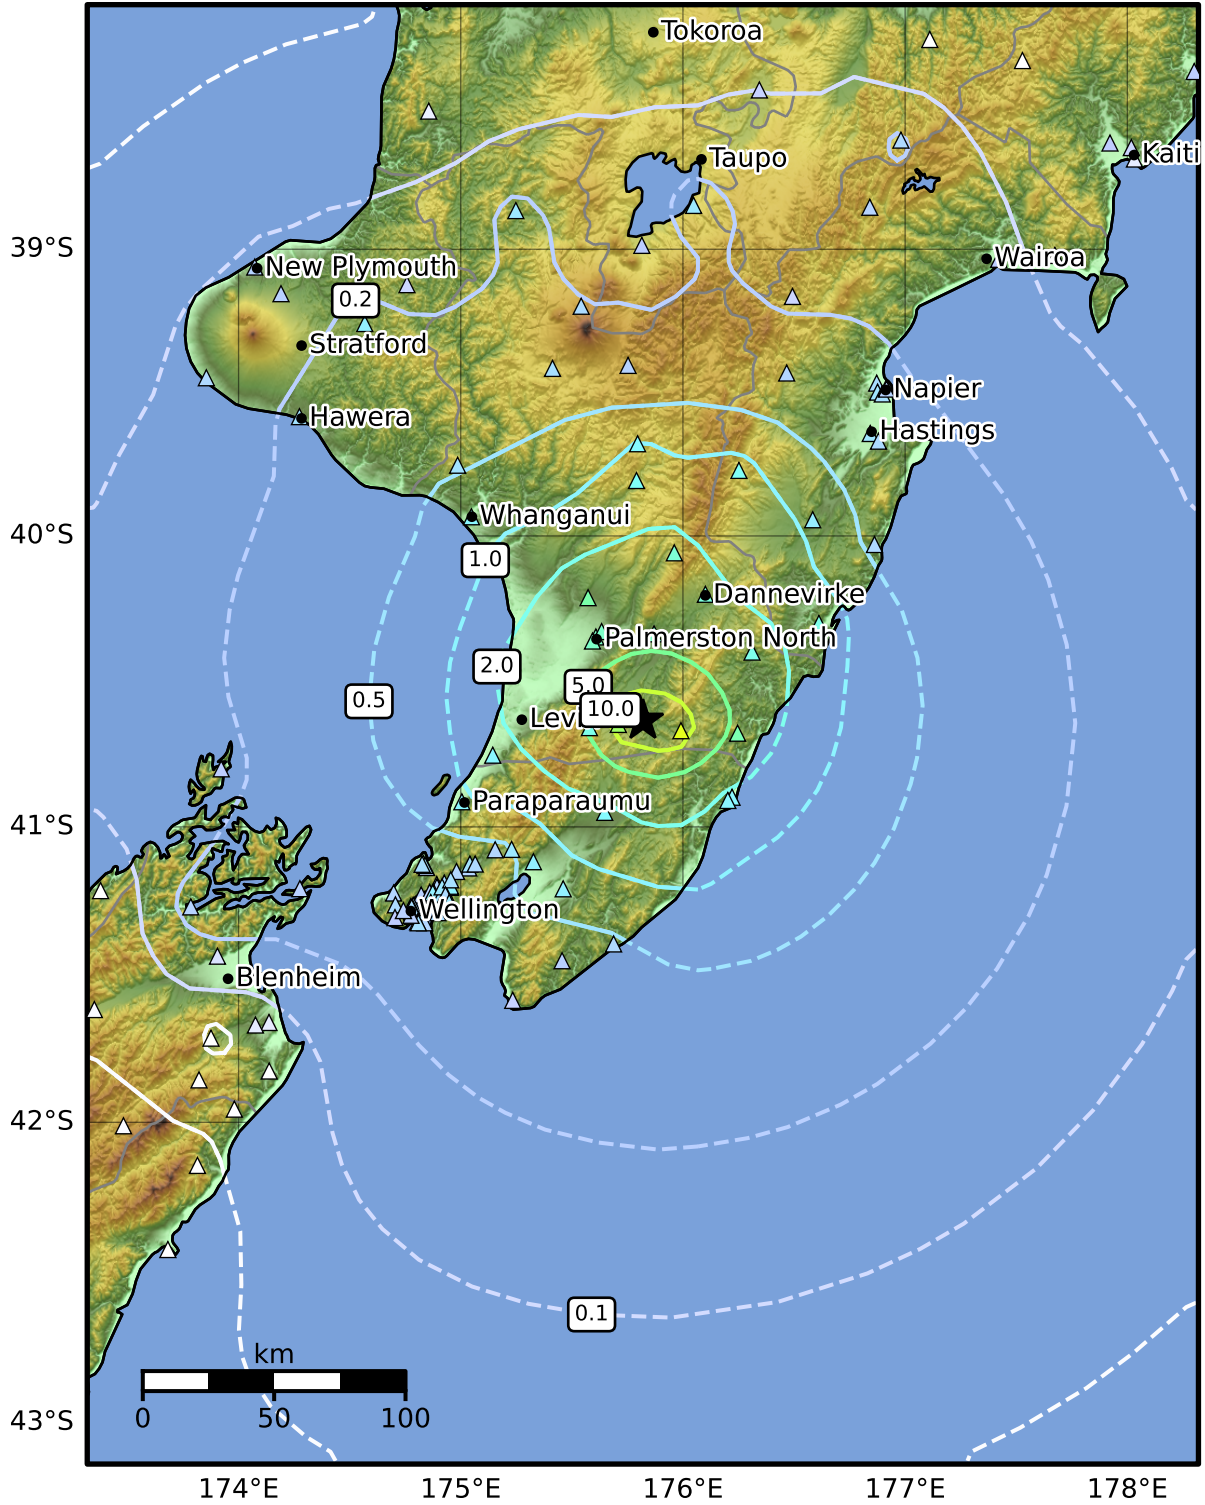 Tokoroa
Taupo
Kaiti
39°S
New Plymouth
Wairoa
0.2
Stratford
Napier
Hawera
Hastings
Whanganui
40°S
1.0
Dannevirke
Palmerston North
2.0
5.0
0.5
10.0
Levi
Paraparaumu
41°S
Wellington
Blenheim
42°S
0.1
km
0 50 100
43°S
174°E 175°E 176°E 177°E 178°E